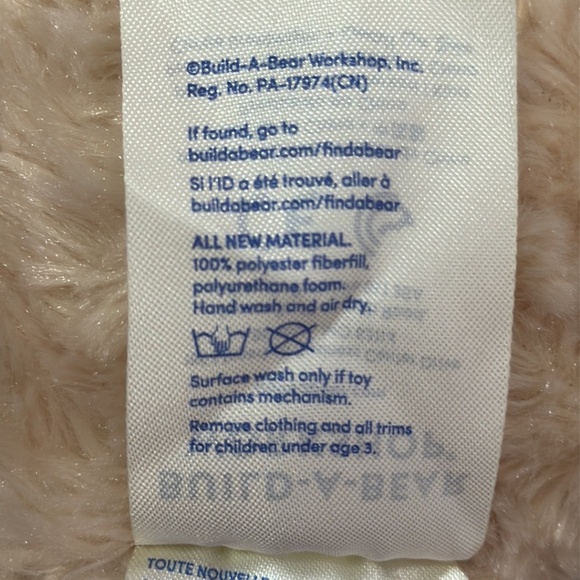 ©Build-A-Bear Workshop, Inc.
Reg. No. PA-17974(CN)
If found, go to
buildabear.com/findabear
Si l'ID a été trouvé, aller à
buildabear.com/findabear
ALL NEW MATERIAL.
100% polyester fiberfill,
polyurethane foam.
Hand wash and air dry.
Surface wash only if toy
contains mechanism.
Remove clothing and all trims
for children under age 3.
BUILD-A-BEAR
TOUTE NOUVELLE